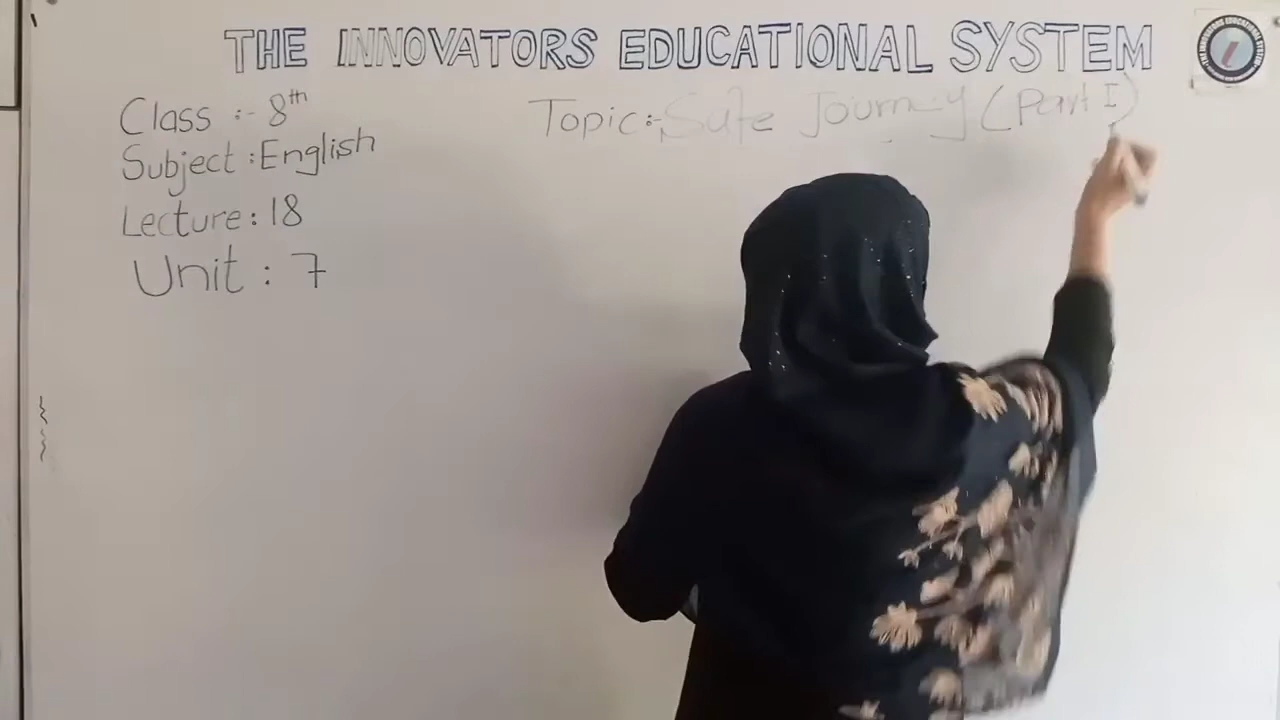 THE INNOVATORS EDUCATIONAL SYSTEM
Class :- 8th
Subject : English
Lecture : 18
Unit : 7
Topic:- Safe Journey (Part I)